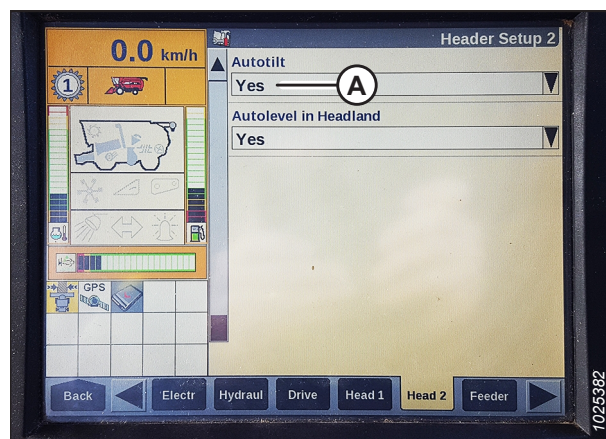 0.0 km/h
Header Setup 2
Autotilt
Yes
A
1
Autolevel in Headland
Yes
GPS
Back
Electr
Hydraul
Drive
Head 1
Head 2
Feeder
1025382